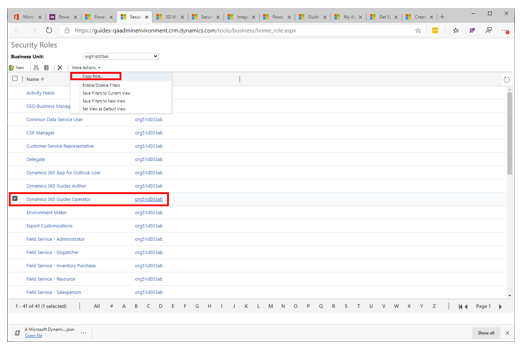 Micro
Power
Power
Securi
3D M
Securi
Integr
Power
Guide
My A
Get S
Creat
https://guides-qaadminenvironment.crm.dynamics.com/tools/business/home_role.aspx
Security Roles
Business Unit: org51d033ab
New More Actions
Copy Role...
Enable/Disable Filters
Save Filters to Current View
Save Filters to New View
Set View as Default View
Name
Activity Feeds
CEO-Business Manag
Common Data Service User org51d033ab
CSR Manager org51d033ab
Customer Service Representative org51d033ab
Delegate org51d033ab
Dynamics 365 App for Outlook User org51d033ab
Dynamics 365 Guides Author org51d033ab
Dynamics 365 Guides Operator org51d033ab
Environment Maker org51d033ab
Export Customizations org51d033ab
Field Service - Administrator org51d033ab
Field Service - Dispatcher org51d033ab
Field Service - Inventory Purchase org51d033ab
Field Service - Resource org51d033ab
Field Service - Salesperson org51d033ab
1 - 41 of 41 (1 selected) All # A B C D E F G H I J K L M N O P Q R S T U V W X Y Z Page 1
A Microsoft Dynami....json
Open file
Show all